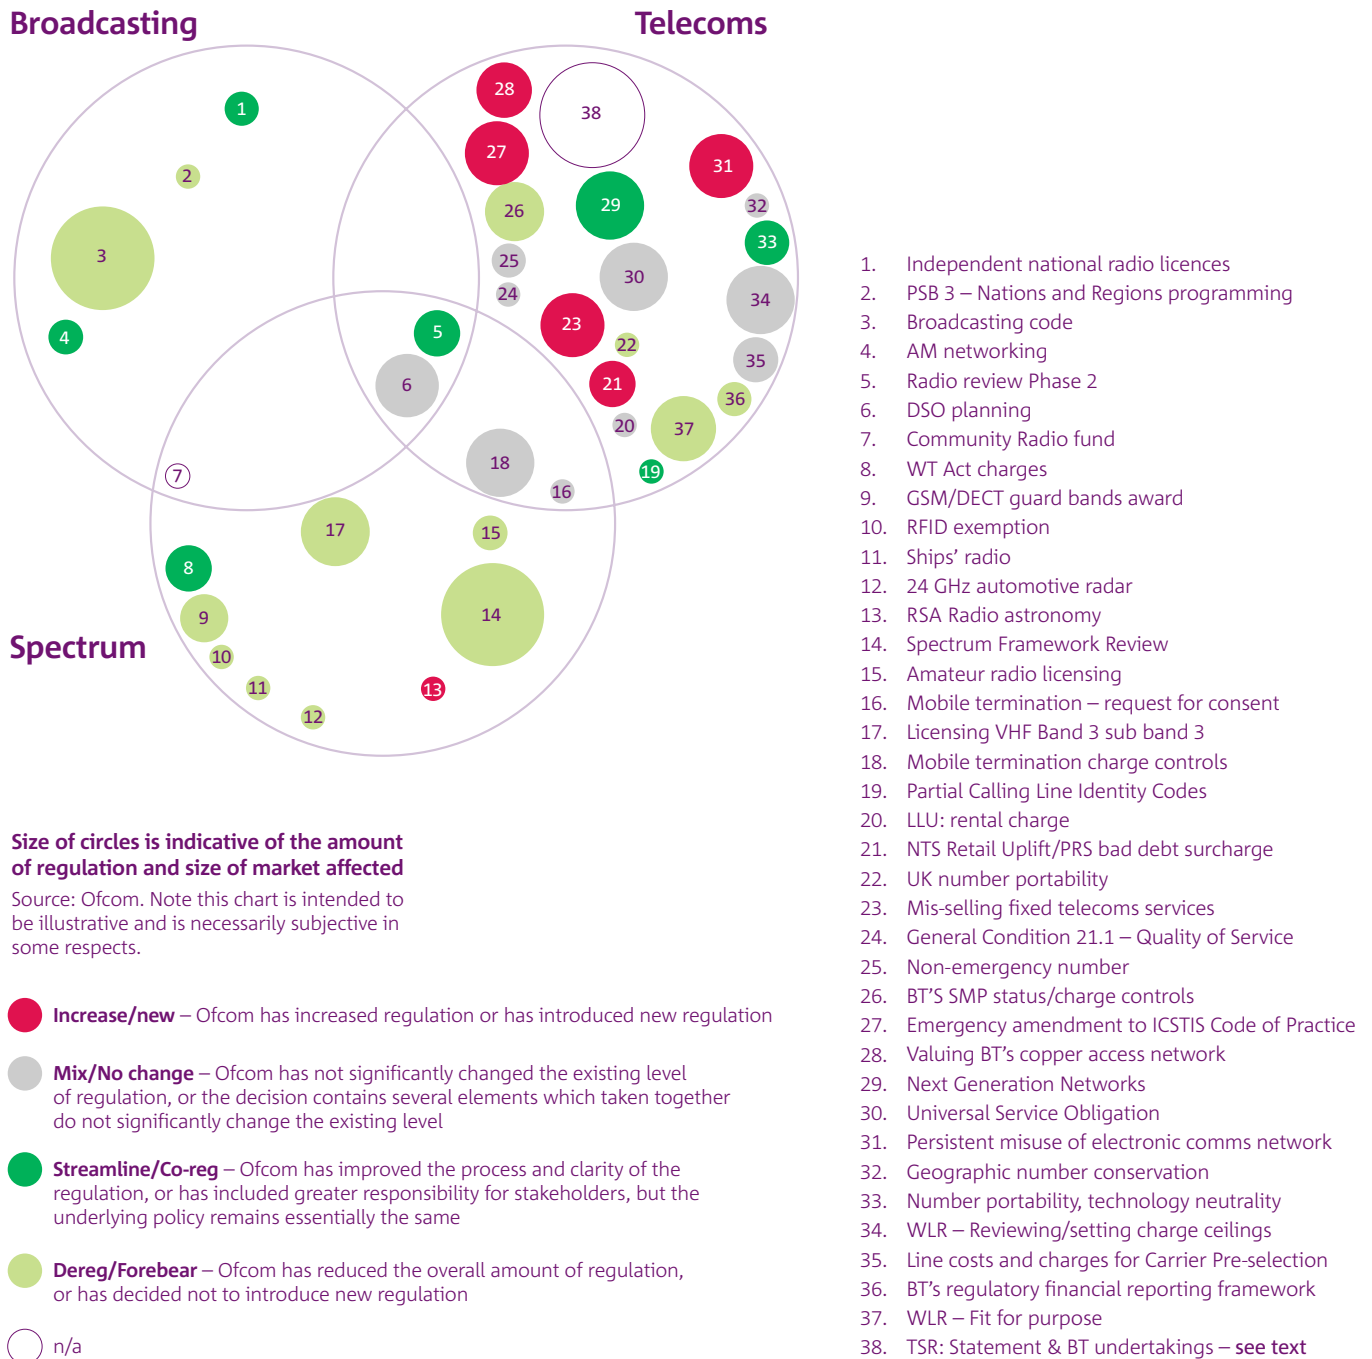 Broadcasting
Telecoms
28
38
1
27
31
2
26
29
32
33
3
25
30
24
34
23
5
22
4
35
6
21
36
20
37
18
19
7
16
17
15
8
14
9
Spectrum
10
11
13
12
Size of circles is indicative of the amount
of regulation and size of market affected
Source: Ofcom. Note this chart is intended to
be illustrative and is necessarily subjective in
some respects.
Increase/new – Ofcom has increased regulation or has introduced new regulation
Mix/No change – Ofcom has not significantly changed the existing level
of regulation, or the decision contains several elements which taken together
do not significantly change the existing level
Streamline/Co-reg – Ofcom has improved the process and clarity of the
regulation, or has included greater responsibility for stakeholders, but the
underlying policy remains essentially the same
Dereg/Forebear – Ofcom has reduced the overall amount of regulation,
or has decided not to introduce new regulation
n/a
1. Independent national radio licences
2. PSB 3 – Nations and Regions programming
3. Broadcasting code
4. AM networking
5. Radio review Phase 2
6. DSO planning
7. Community Radio fund
8. WT Act charges
9. GSM/DECT guard bands award
10. RFID exemption
11. Ships’ radio
12. 24 GHz automotive radar
13. RSA Radio astronomy
14. Spectrum Framework Review
15. Amateur radio licensing
16. Mobile termination – request for consent
17. Licensing VHF Band 3 sub band 3
18. Mobile termination charge controls
19. Partial Calling Line Identity Codes
20. LLU: rental charge
21. NTS Retail Uplift/PRS bad debt surcharge
22. UK number portability
23. Mis-selling fixed telecoms services
24. General Condition 21.1 – Quality of Service
25. Non-emergency number
26. BT’S SMP status/charge controls
27. Emergency amendment to ICSTIS Code of Practice
28. Valuing BT’s copper access network
29. Next Generation Networks
30. Universal Service Obligation
31. Persistent misuse of electronic comms network
32. Geographic number conservation
33. Number portability, technology neutrality
34. WLR – Reviewing/setting charge ceilings
35. Line costs and charges for Carrier Pre-selection
36. BT’s regulatory financial reporting framework
37. WLR – Fit for purpose
38. TSR: Statement & BT undertakings – see text